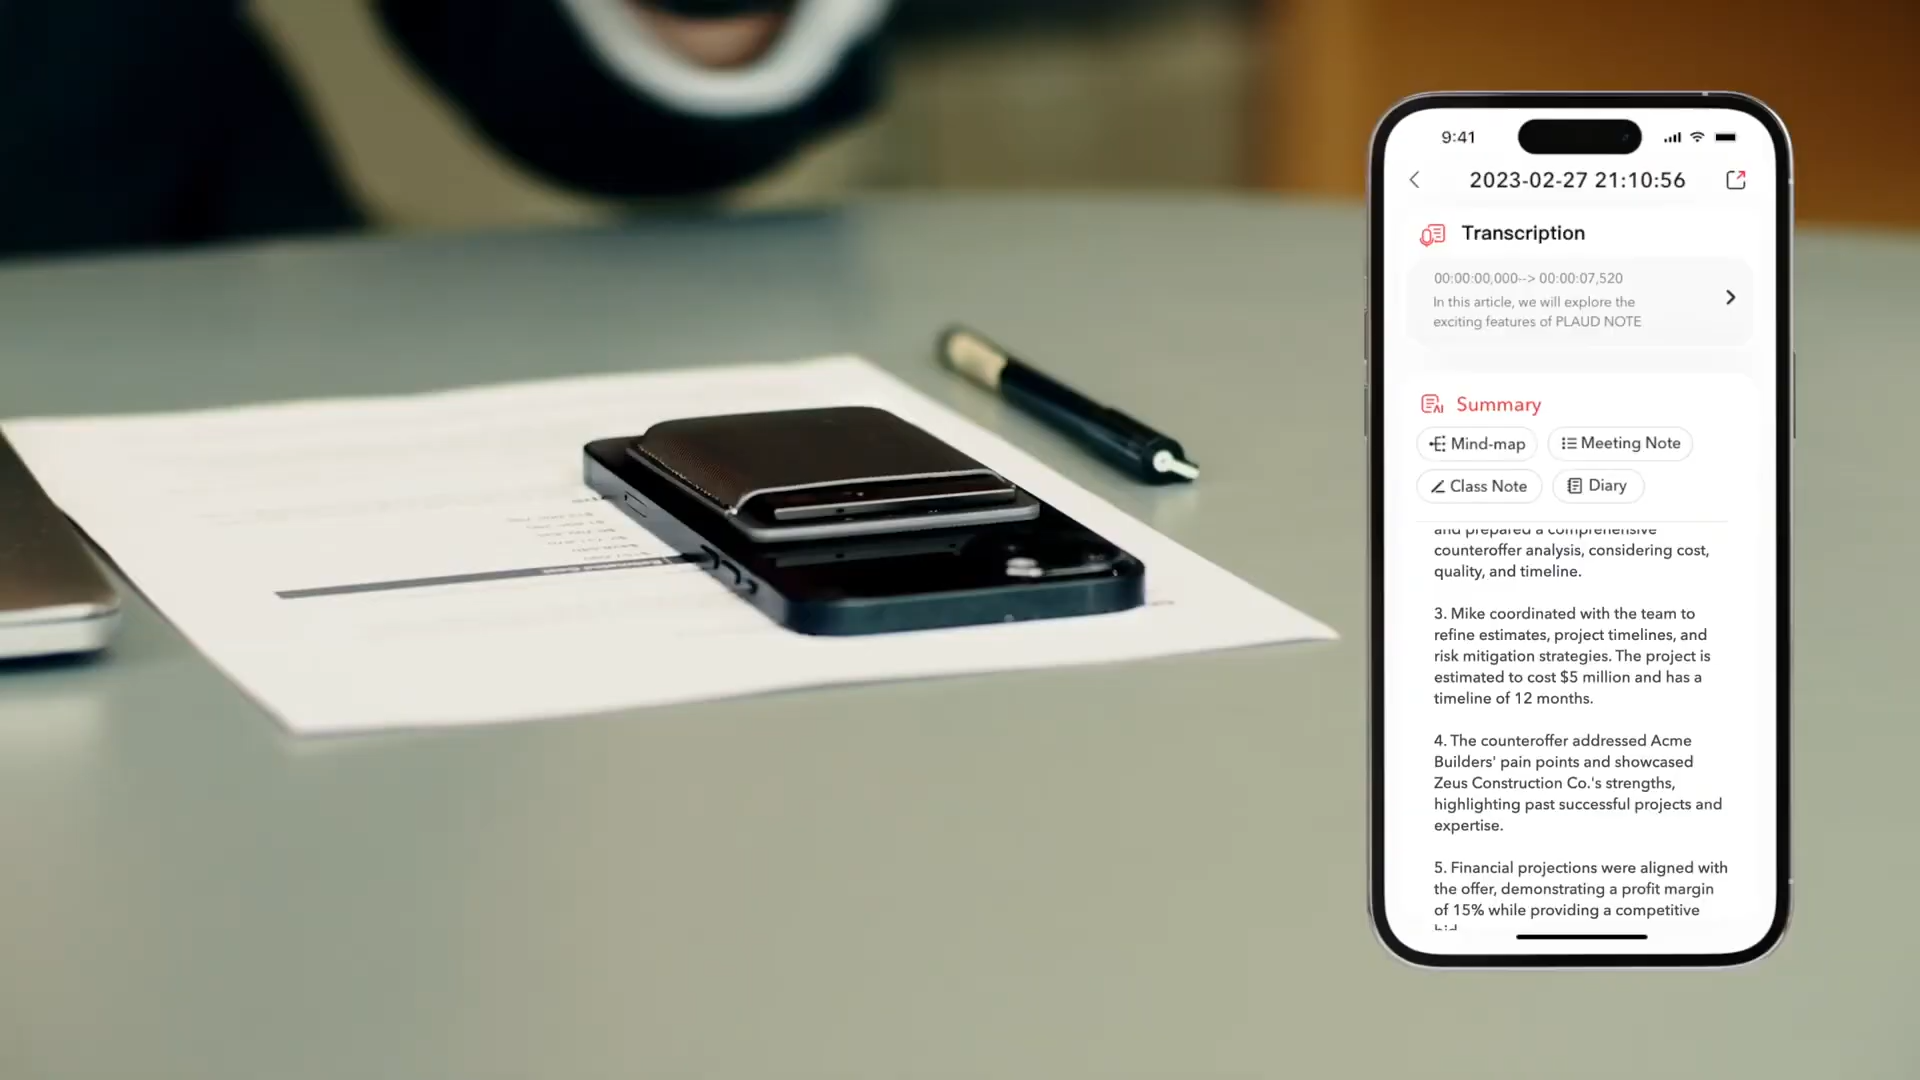 9:41
2023-02-27 21:10:56
Transcription
00:00:00,000--> 00:00:07,520
In this article, we will explore the
exciting features of PLAUD NOTE
Summary
Mind-map
Meeting Note
Class Note
Diary
and prepared a comprehensive
counteroffer analysis, considering cost,
quality, and timeline.
3. Mike coordinated with the team to
refine estimates, project timelines, and
risk mitigation strategies. The project is
estimated to cost $5 million and has a
timeline of 12 months.
4. The counteroffer addressed Acme
Builders' pain points and showcased
Zeus Construction Co.'s strengths,
highlighting past successful projects and
expertise.
5. Financial projections were aligned with
the offer, demonstrating a profit margin
of 15% while providing a competitive
bid